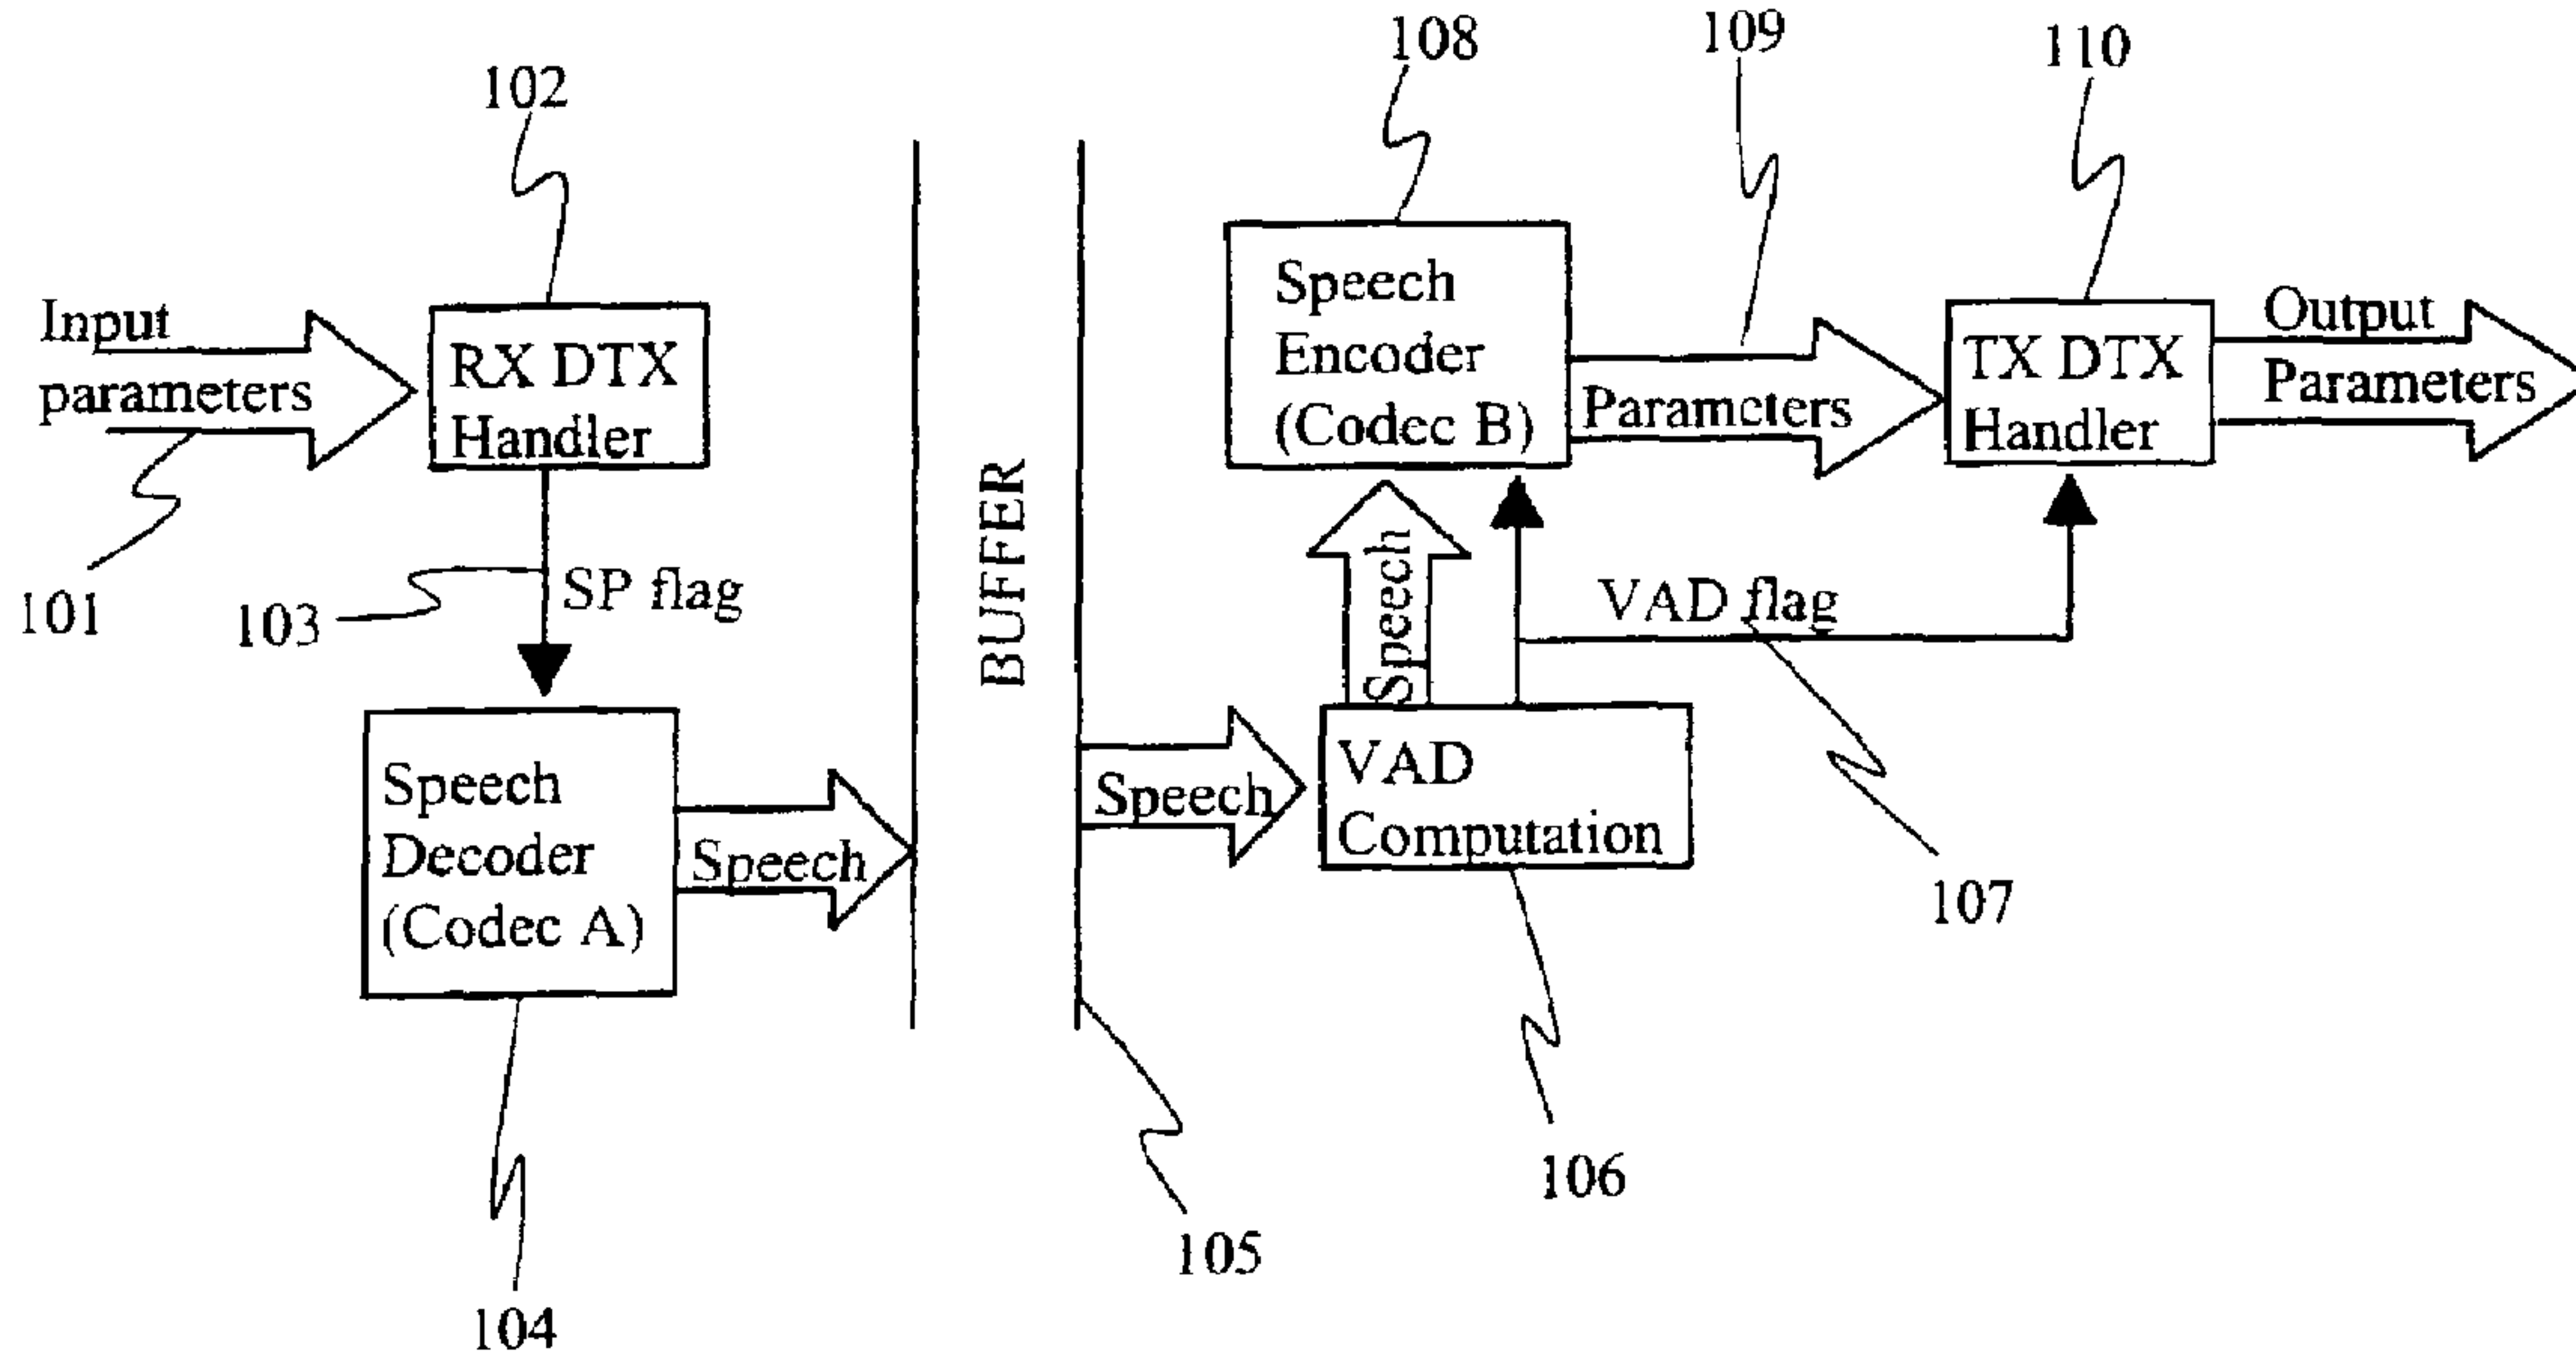 108
109
110
102
Input
parameters
RX DTX
Handler
Speech
Encoder
(Codec B)
Parameters
TX DTX
Handler
Output
Parameters
101
103
SP flag
BUFFER
Speech
VAD flag
107
Speech
Decoder
(Codec A)
Speech
Speech
VAD
Computation
106
105
104